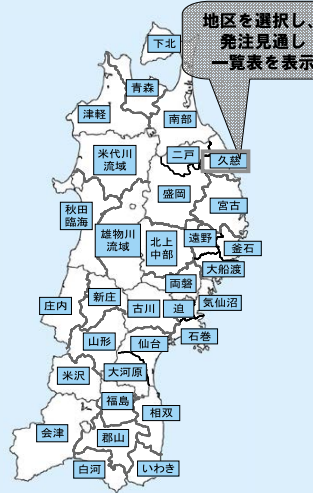 地区を選択し、
発注見通し
一覧表を表示
下北
青森
津軽
南部
米代川
流域
二戸
久慈
盛岡
秋田
臨海
宮古
雄物川
流域
北上
中部
遠野
釜石
大船渡
両磐
新庄
庄内
古川
迫
気仙沼
山形
仙台
石巻
米沢
大河原
福島
相双
会津
郡山
白河
いわき